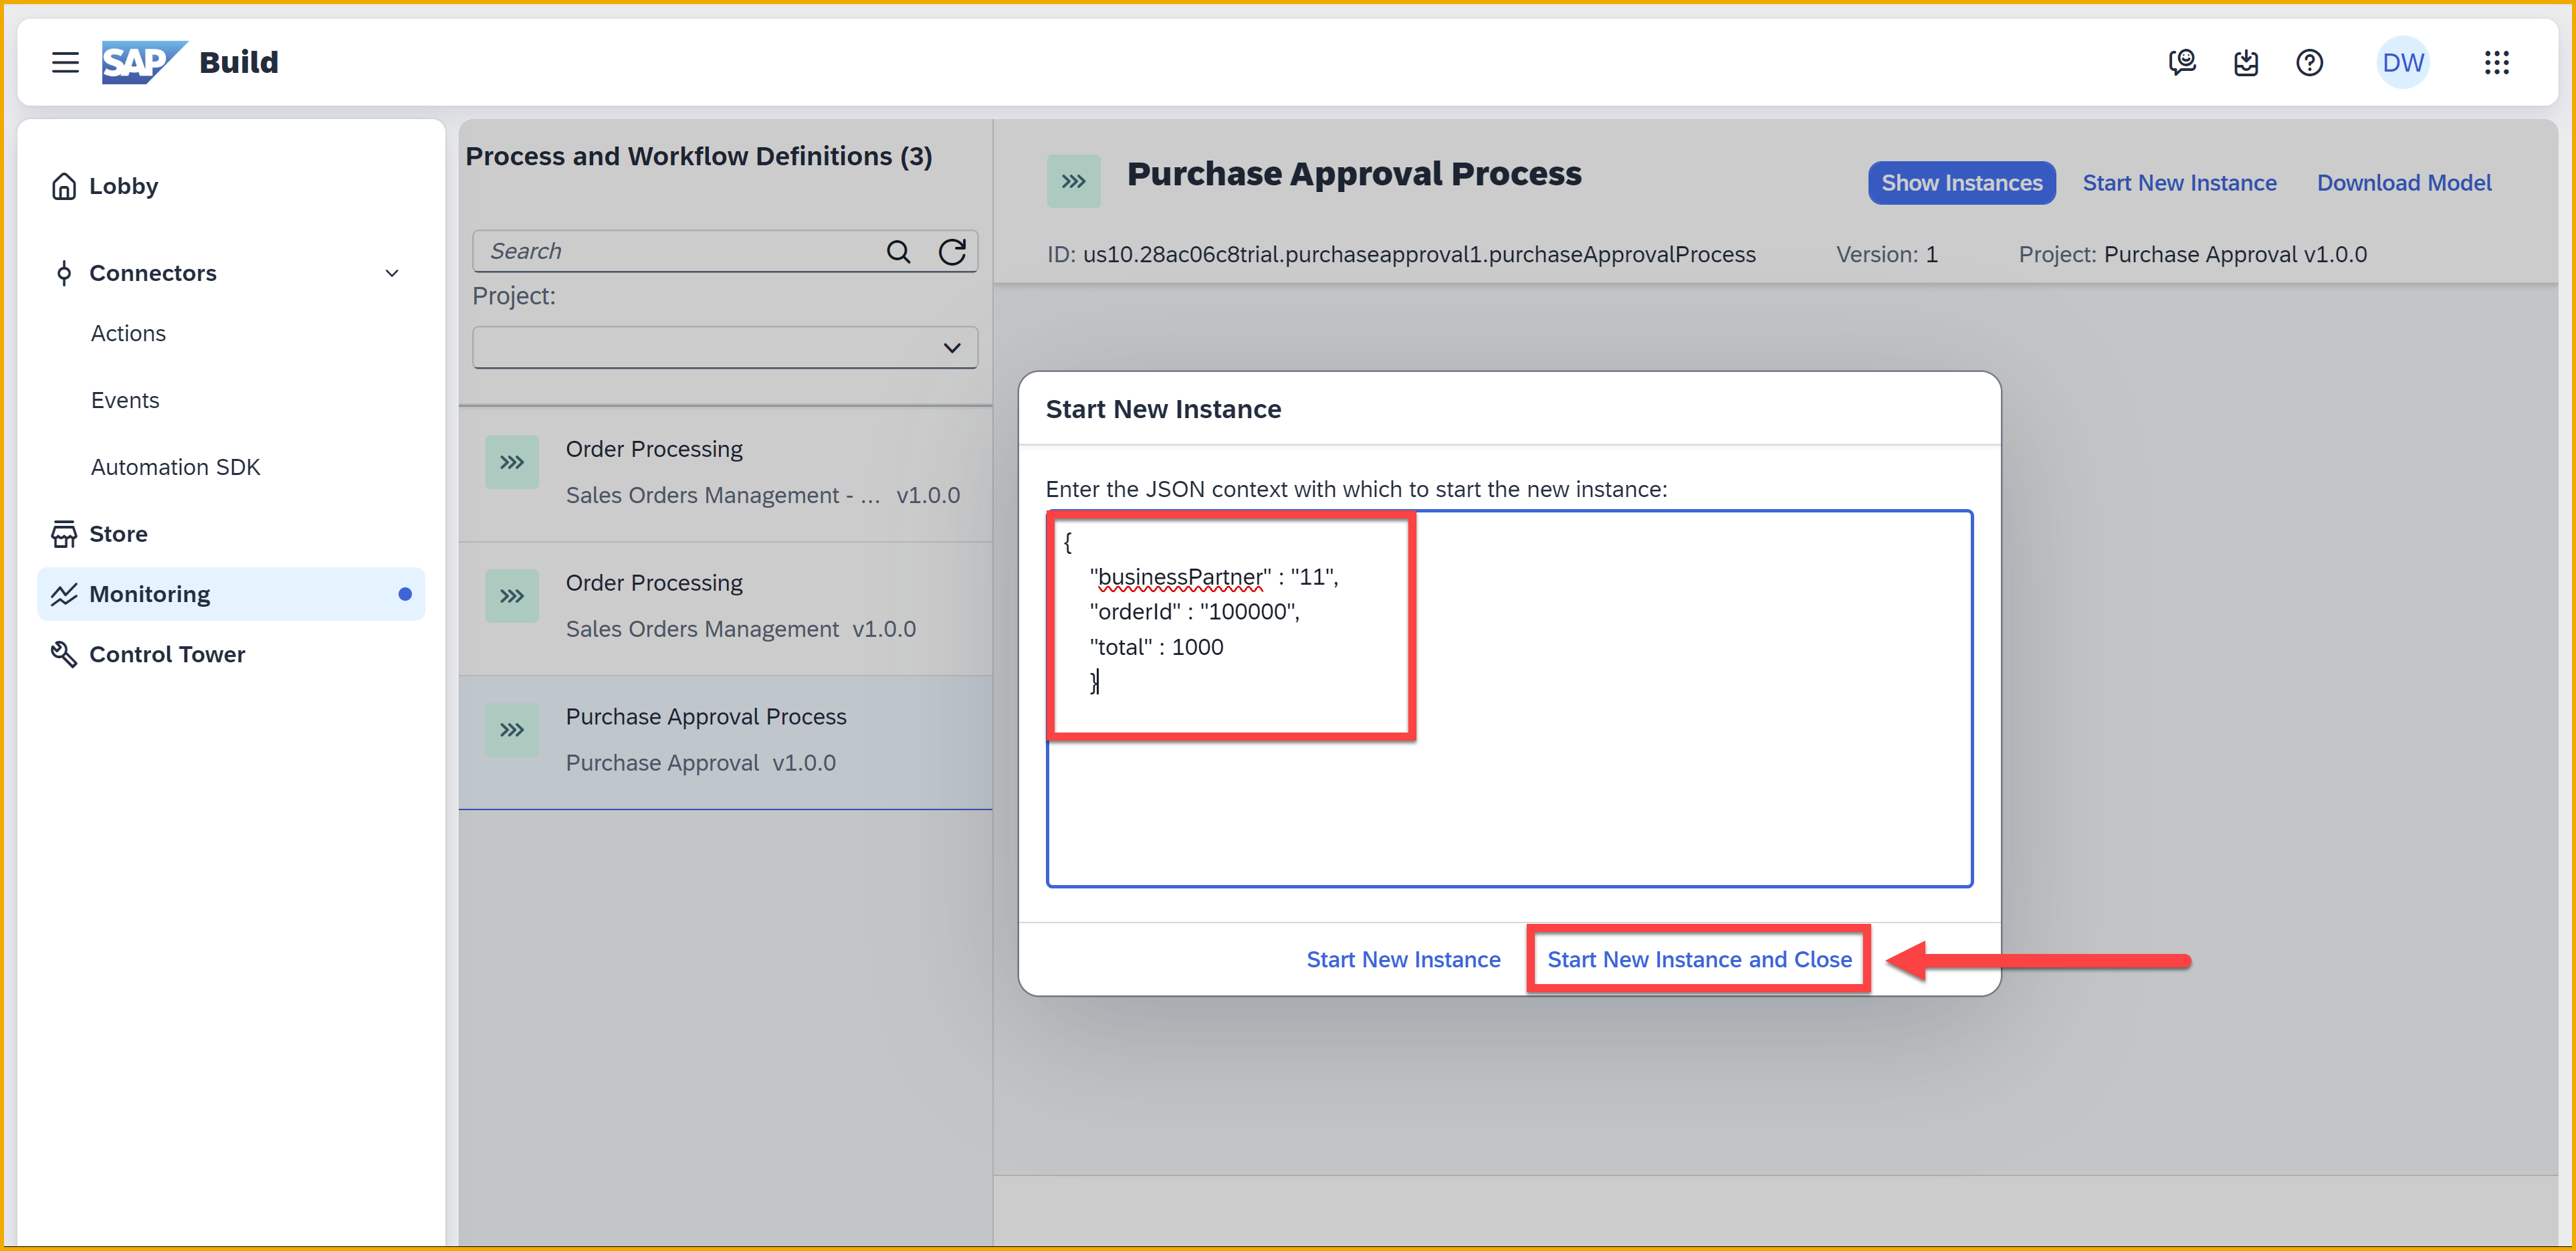 SAP Build
DW
Lobby
Connectors
Actions
Events
Automation SDK
Store
Monitoring
Control Tower
Process and Workflow Definitions (3)
Search
Project:
Order Processing
Sales Orders Management - ... v1.0.0
Order Processing
Sales Orders Management v1.0.0
Purchase Approval Process
Purchase Approval v1.0.0
Purchase Approval Process
Show Instances Start New Instance Download Model
ID: us10.28ac06c8trial.purchaseapproval1.purchaseApprovalProcess Version: 1 Project: Purchase Approval v1.0.0
Start New Instance
Enter the JSON context with which to start the new instance:
{
"businessPartner" : "11",
"orderId" : "100000",
"total" : 1000
}
Start New Instance Start New Instance and Close